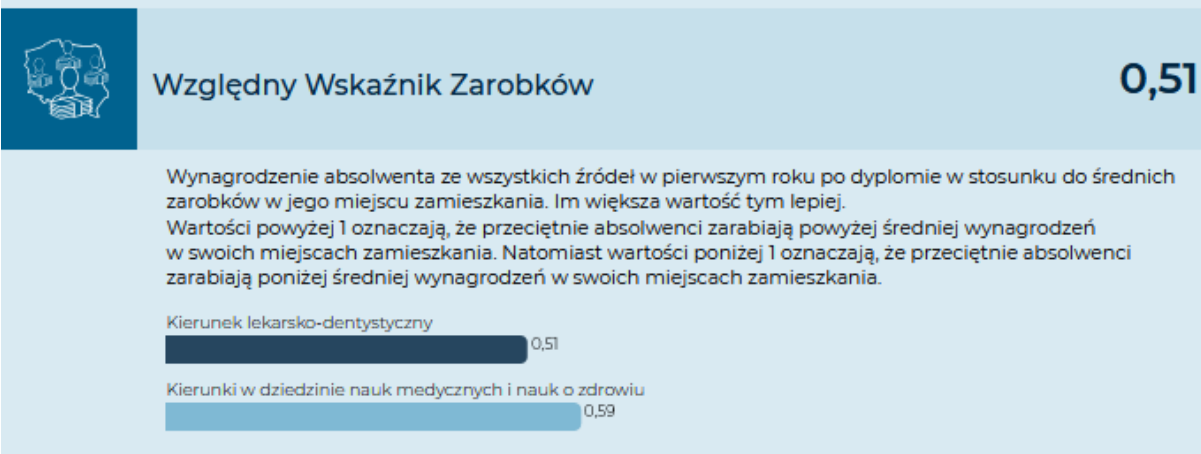 Względny Wskaźnik Zarobków
0,51
Wynagrodzenie absolwenta ze wszystkich źródeł w pierwszym roku po dyplomie w stosunku do średnich
zarobków w jego miejscu zamieszkania. Im większa wartość tym lepiej.
Wartości powyżej 1 oznaczają, że przeciętnie absolwenci zarabiają powyżej średniej wynagrodzeń
w swoich miejscach zamieszkania. Natomiast wartości poniżej 1 oznaczają, że przeciętnie absolwenci
zarabiają poniżej średniej wynagrodzeń w swoich miejscach zamieszkania.
Kierunek lekarsko-dentystyczny
0,51
Kierunki w dziedzinie nauk medycznych i nauk o zdrowiu
0,59